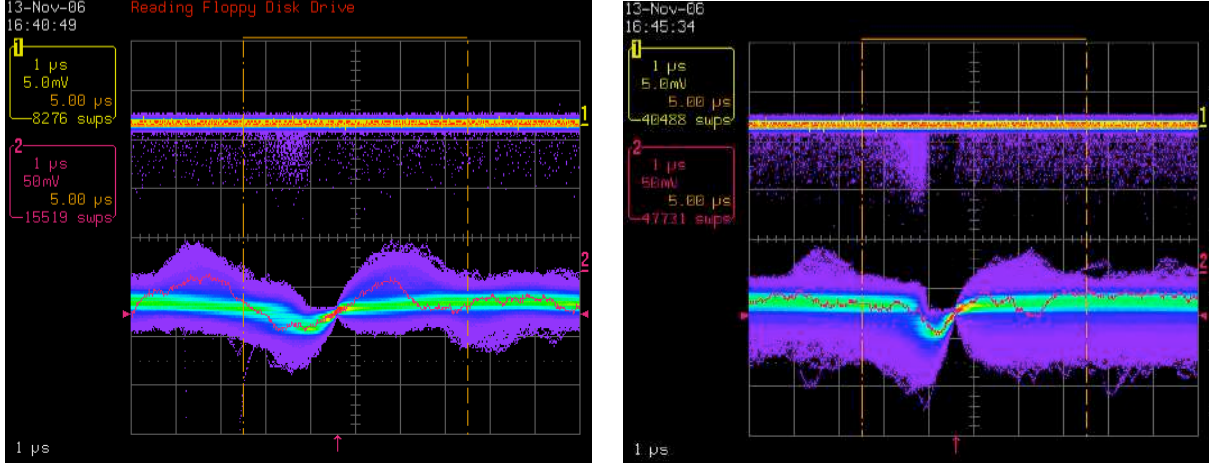 13-Nov-06
16:40:49
Reading Floppy Disk Drive
1
1 µs
5.0mV
5.00 µs
8276 swps
2
1 µs
50mV
5.00 µs
15519 swps
1
2
1 µs
13-Nov-06
16:45:34
1
1 µs
5.0mV
5.00 µs
40488 swps
2
1 µs
50mV
5.00 µs
47731 swps
1
2
1 µs